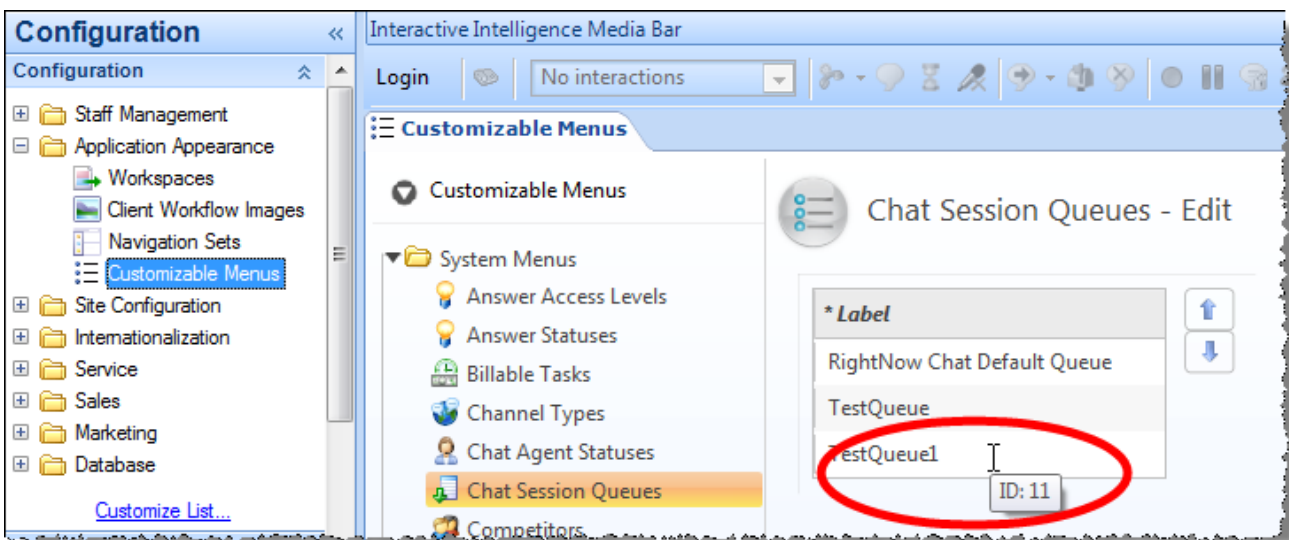 Configuration
Configuration
Staff Management
Application Appearance
Workspaces
Client Workflow Images
Navigation Sets
Customizable Menus
Site Configuration
Internationalization
Service
Sales
Marketing
Database
Customize List...
Interactive Intelligence Media Bar
Login
No interactions
Customizable Menus
Customizable Menus
System Menus
Answer Access Levels
Answer Statuses
Billable Tasks
Channel Types
Chat Agent Statuses
Chat Session Queues
Competitors
Chat Session Queues - Edit
* Label
RightNow Chat Default Queue
TestQueue
TestQueue1
ID: 11